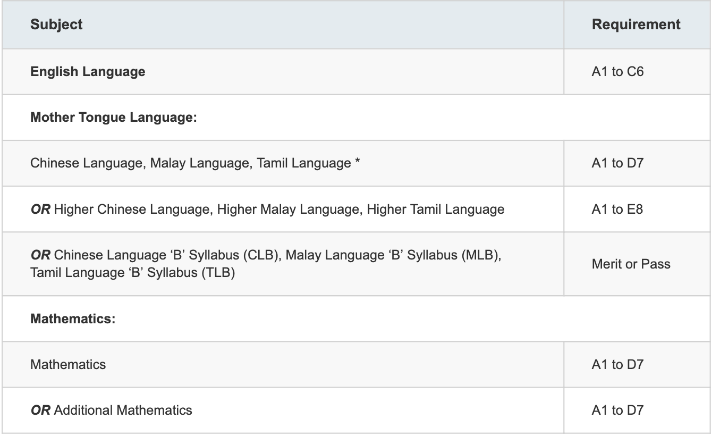 Subject Requirement
English Language A1 to C6
Mother Tongue Language:
Chinese Language, Malay Language, Tamil Language * A1 to D7
OR Higher Chinese Language, Higher Malay Language, Higher Tamil Language A1 to E8
OR Chinese Language ‘B’ Syllabus (CLB), Malay Language ‘B’ Syllabus (MLB),
Tamil Language ‘B’ Syllabus (TLB) Merit or Pass
Mathematics:
Mathematics A1 to D7
OR Additional Mathematics A1 to D7